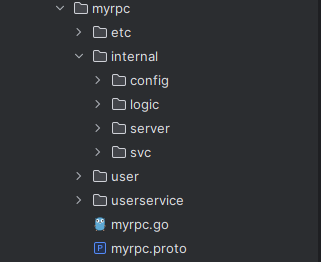 myrpc
etc
internal
config
logic
server
svc
user
userservice
myrpc.go
myrpc.proto